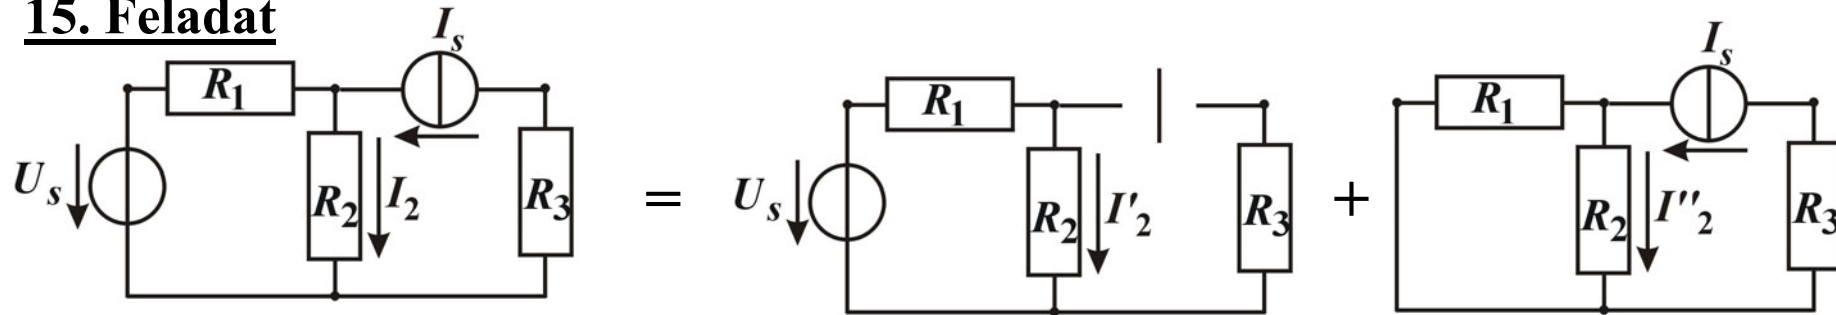 15. Feladat
I_s
R_1
U_s
R_2
I_2
R_3
=
R_1
U_s
R_2
I'_2
R_3
+
I_s
R_1
R_2
I''_2
R_3